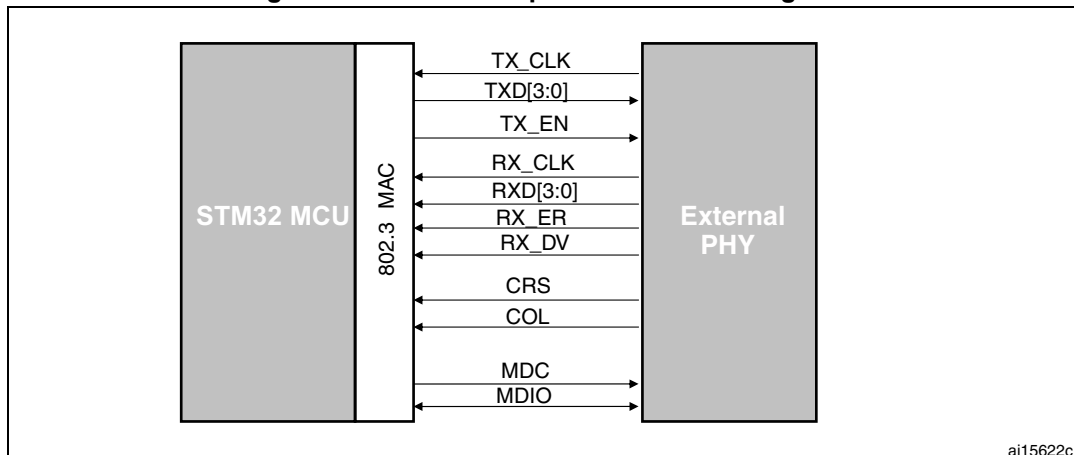 TX_CLK
TXD[3:0]
TX_EN
RX_CLK
RXD[3:0]
RX_ER
RX_DV
CRS
COL
MDC
MDIO
STM32 MCU
802.3 MAC
External
PHY
ai15622c